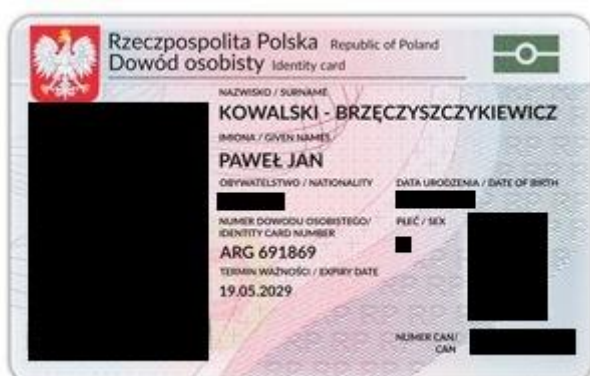 Rzeczpospolita Polska Republic of Poland
Dowód osobisty Identity card
NAZWISKO / SURNAME
KOWALSKI - BRZĘCZYSZCZYKIEWICZ
IMIONA / GIVEN NAMES
PAWEŁ JAN
OBYWATELSTWO / NATIONALITY DATA URODZENIA / DATE OF BIRTH
NUMER DOWODU OSOBISTEGO/ PŁEĆ / SEX
IDENTITY CARD NUMBER
ARG 691869
TERMIN WAŻNOŚCI / EXPIRY DATE
19.05.2029
NUMER CAN/
CAN